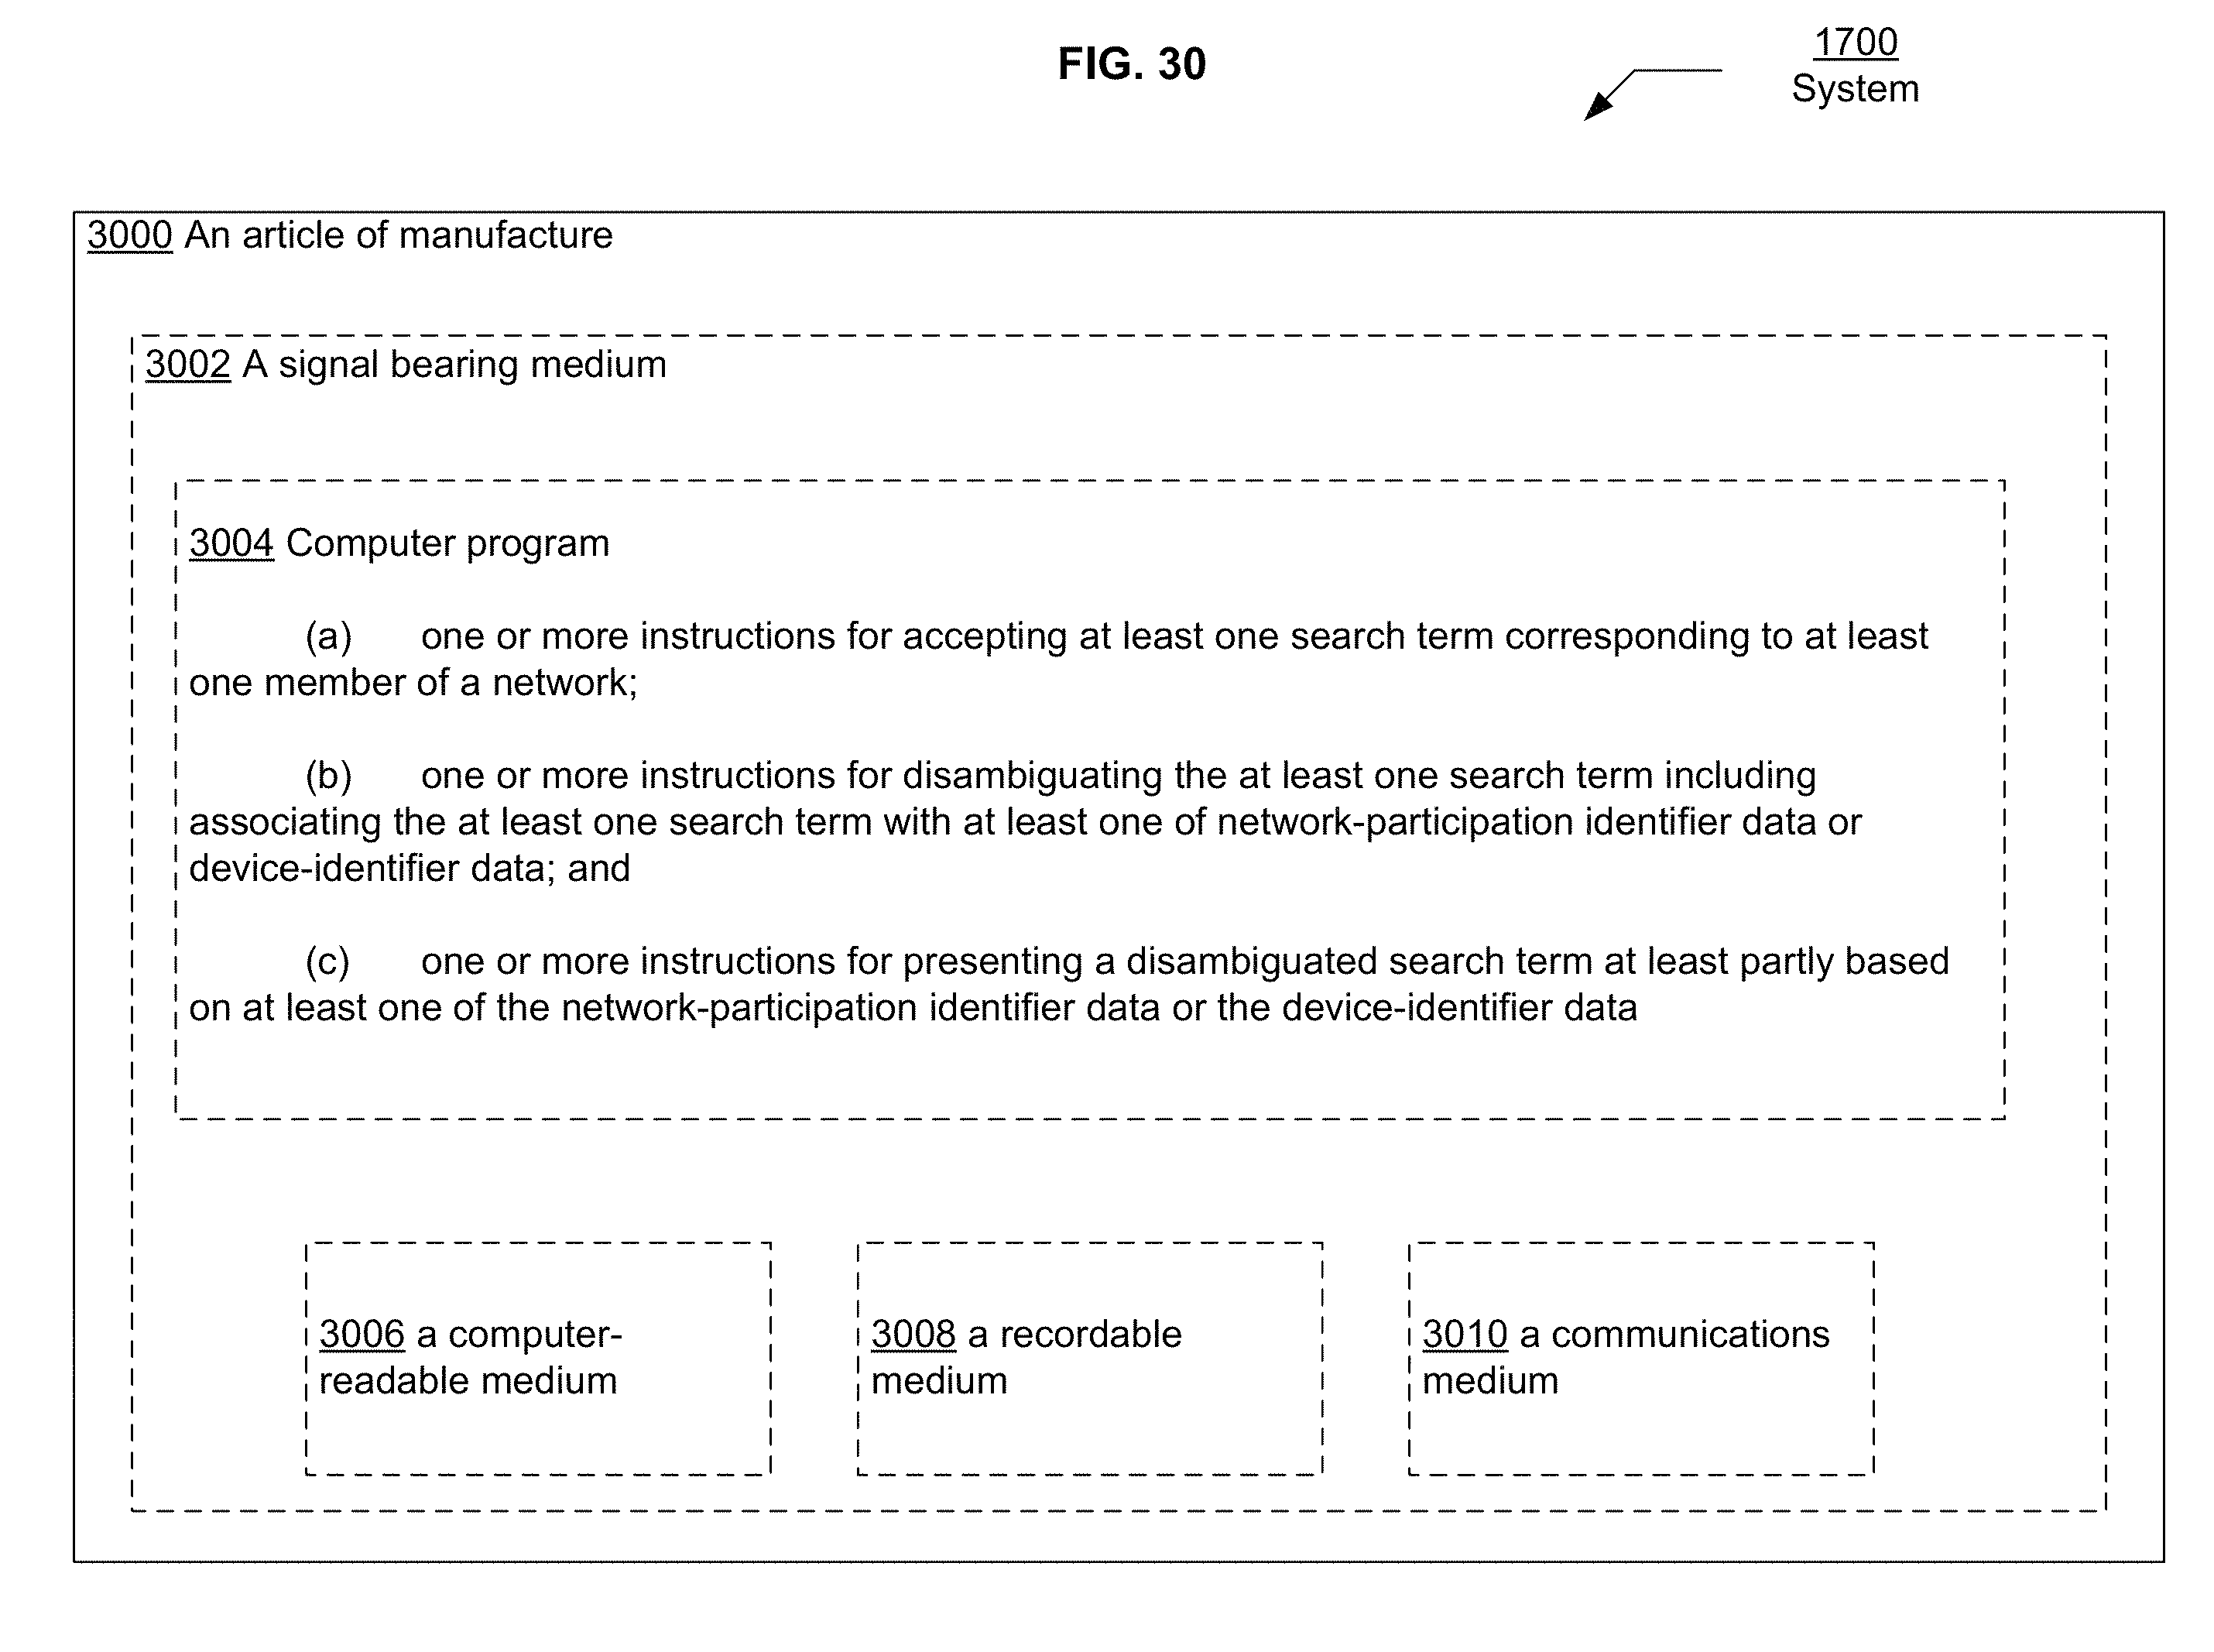 FIG. 30
1700
System
3000 An article of manufacture
3002 A signal bearing medium
3004 Computer program
(a) one or more instructions for accepting at least one search term corresponding to at least
one member of a network;
(b) one or more instructions for disambiguating the at least one search term including
associating the at least one search term with at least one of network-participation identifier data or
device-identifier data; and
(c) one or more instructions for presenting a disambiguated search term at least partly based
on at least one of the network-participation identifier data or the device-identifier data
3006 a computer-
readable medium
3008 a recordable
medium
3010 a communications
medium